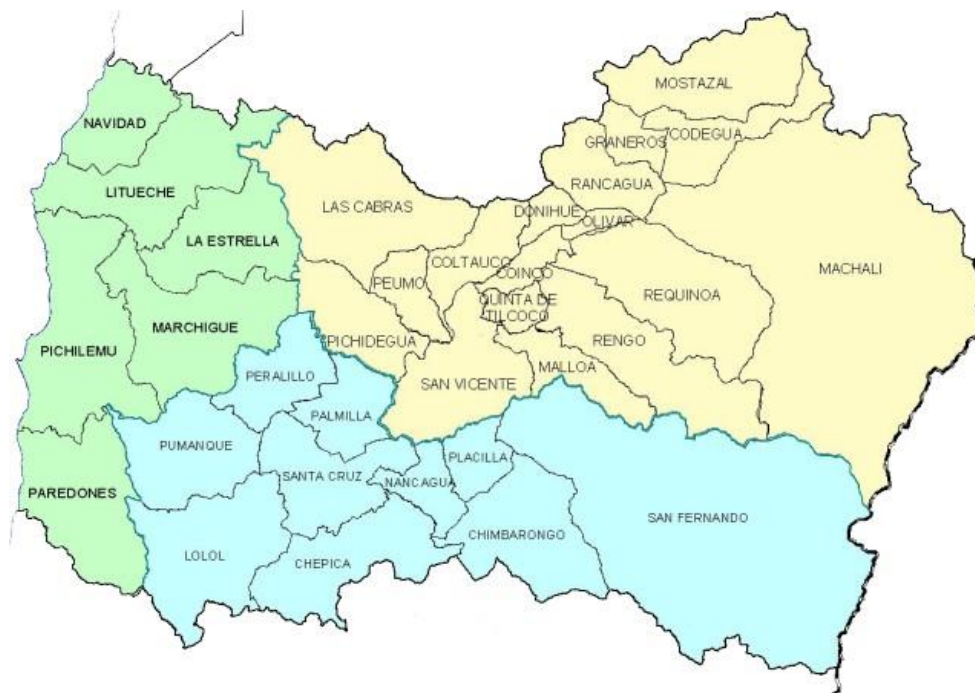 MOSTAZAL
NAVIDAD
CODEGUA
GRANEROS
LITUECHE
RANCAGUA
LAS CABRAS
DONIHUE
OLIVAR
LA ESTRELLA
COLTAUCO
COINCO
MACHALI
PEUMO
REQUINOA
QUINTA DE
TILCOCO
MARCHIGUE
PICHILEMU
PICHIDEGUA
RENGO
MALLOA
PERALILLO
SAN VICENTE
PALMILLA
PUMANQUE
PLACILLA
SANTA CRUZ
NANCAGUA
PAREDONES
SAN FERNANDO
CHIMBARONGO
LOLOL
CHEPICA